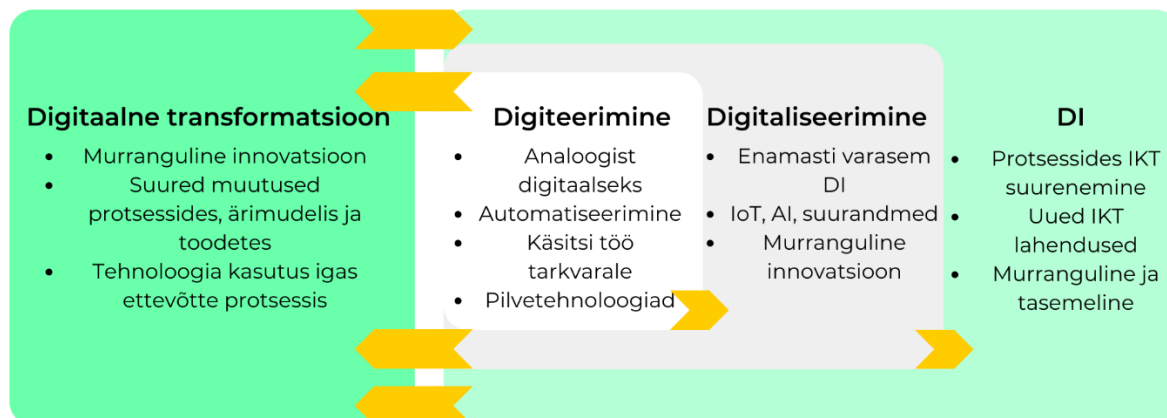 Digitaalne transformatsioon
Murranguline innovatsioon
Suured muutused
protsessides, ärimudelis ja
toodetes
Tehnoloogia kasutus igas
ettevõtte protsessis
Digiteerimine
Analoogist
digitaalseks
Automatiseerimine
Käsitsi töö
tarkvarale
Pilvetehnoloogiad
Digitaliseerimine
Enamasti varasem
DI
IoT, AI, suurandmed
Murranguline
innovatsioon
DI
Protsessides IKT
suurenemine
Uued IKT
lahendused
Murranguline ja
tasemeline